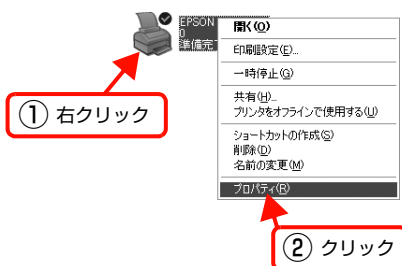 EPSON
0
準備完了
開く(O)
印刷設定(E)...
一時停止(G)
共有(H)...
プリンタをオフラインで使用する(U)
ショートカットの作成(S)
削除(D)
名前の変更(M)
プロパティ(R)
① 右クリック
② クリック